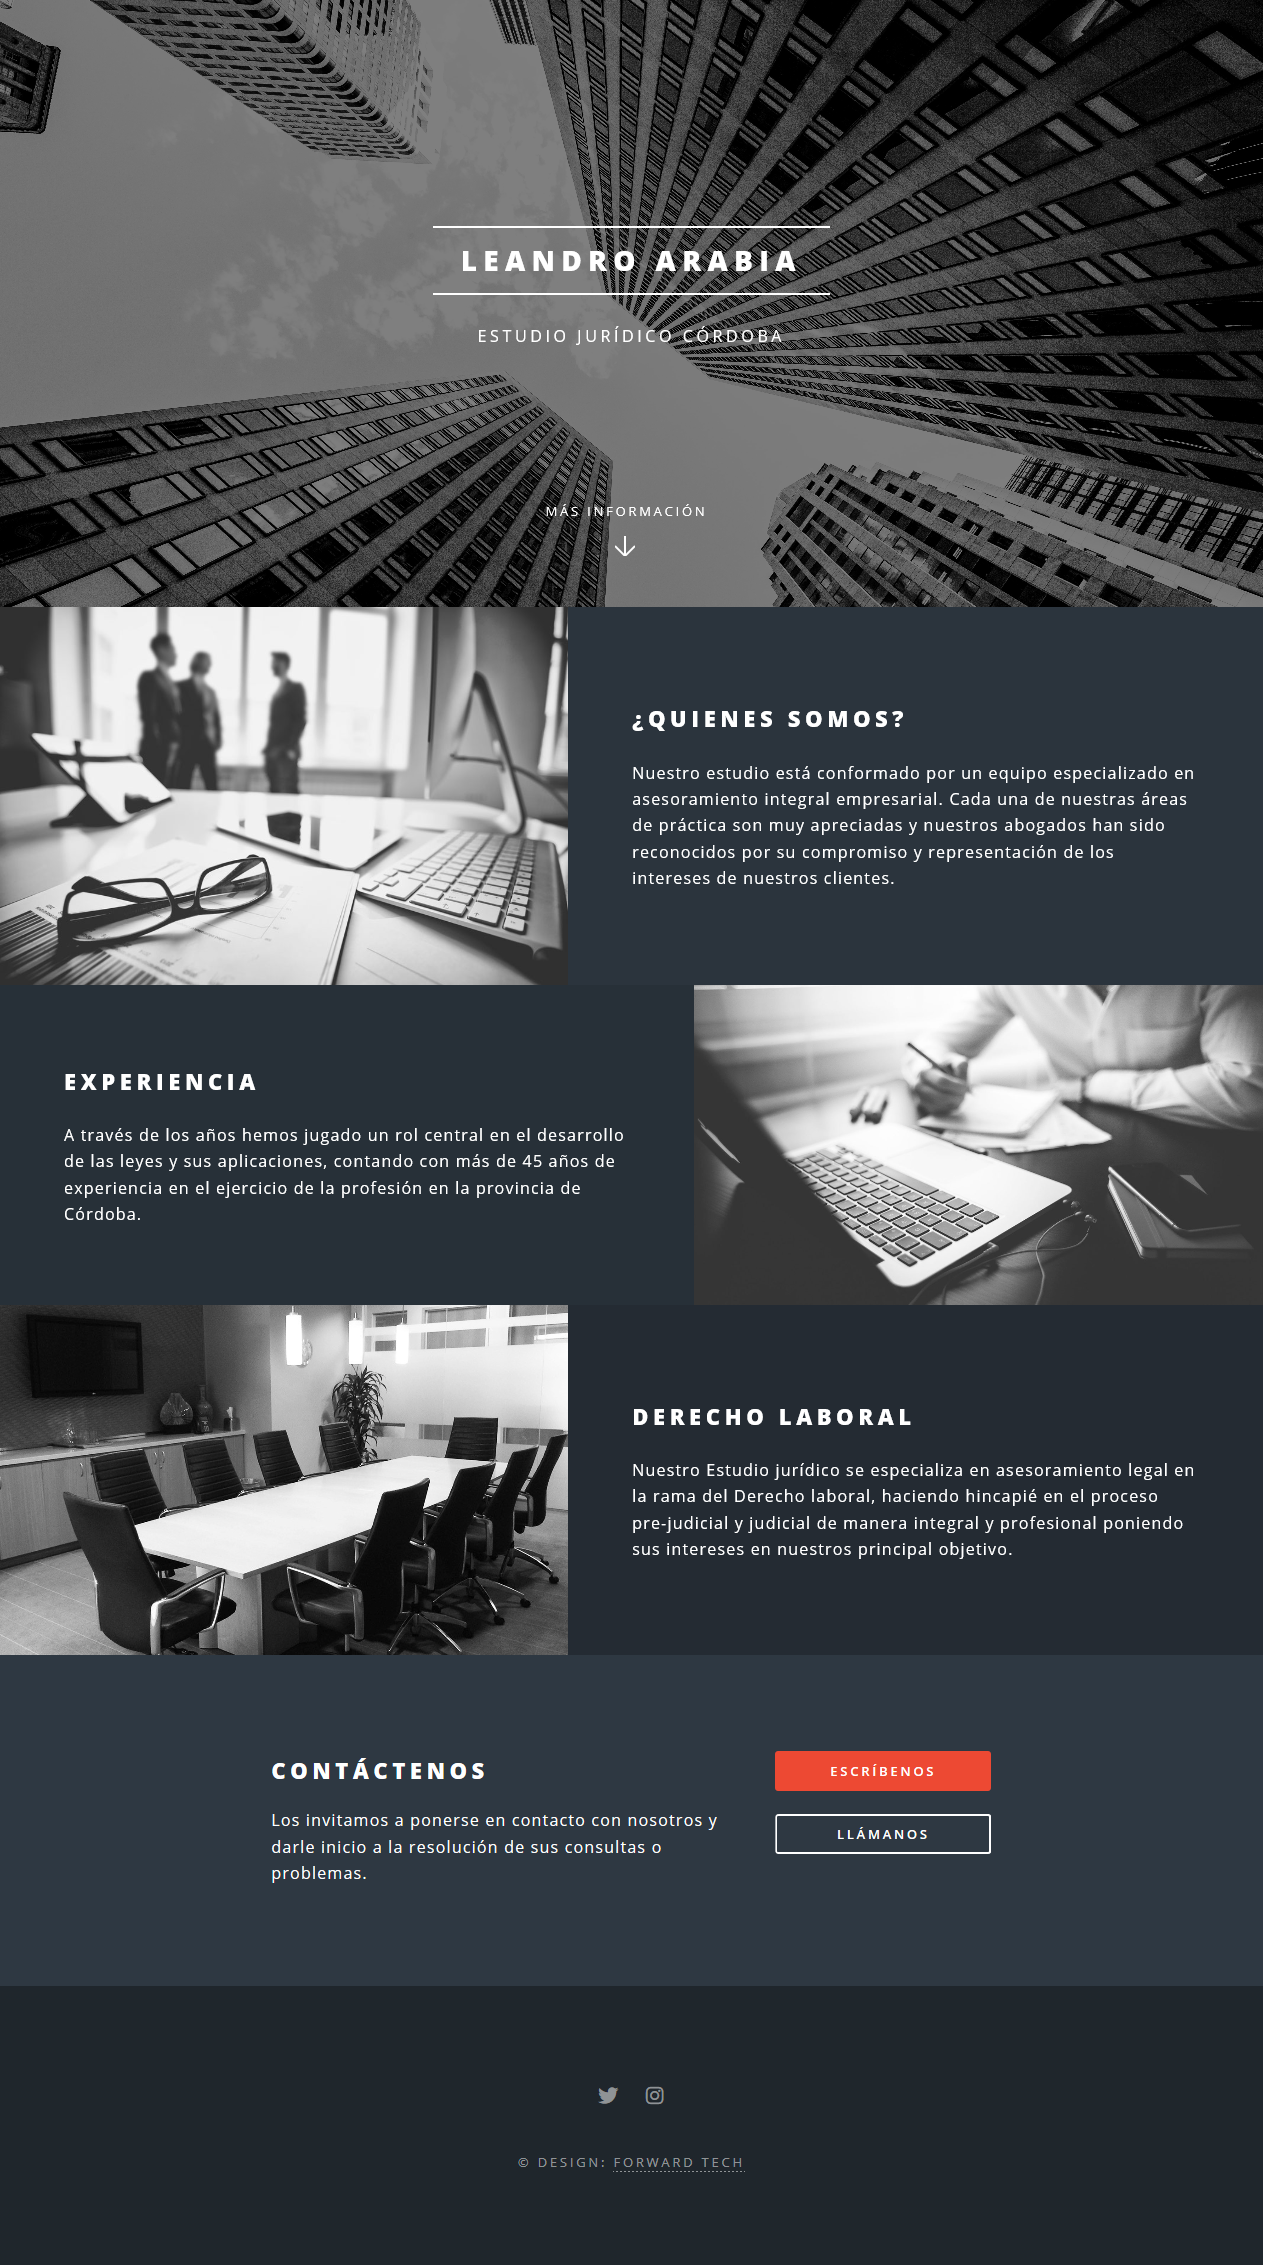 LEANDRO ARABIA
ESTUDIO JURÍDICO CÓRDOBA
MÁS INFORMACIÓN
¿QUIENES SOMOS?
Nuestro estudio está conformado por un equipo especializado en
asesoramiento integral empresarial. Cada una de nuestras áreas
de práctica son muy apreciadas y nuestros abogados han sido
reconocidos por su compromiso y representación de los
intereses de nuestros clientes.
EXPERIENCIA
A través de los años hemos jugado un rol central en el desarrollo
de las leyes y sus aplicaciones, contando con más de 45 años de
experiencia en el ejercicio de la profesión en la provincia de
Córdoba.
DERECHO LABORAL
Nuestro Estudio jurídico se especializa en asesoramiento legal en
la rama del Derecho laboral, haciendo hincapié en el proceso
pre-judicial y judicial de manera integral y profesional poniendo
sus intereses en nuestros principal objetivo.
CONTÁCTENOS
Los invitamos a ponerse en contacto con nosotros y
darle inicio a la resolución de sus consultas o
problemas.
ESCRÍBENOS
LLÁMANOS
© DESIGN: FORWARD TECH